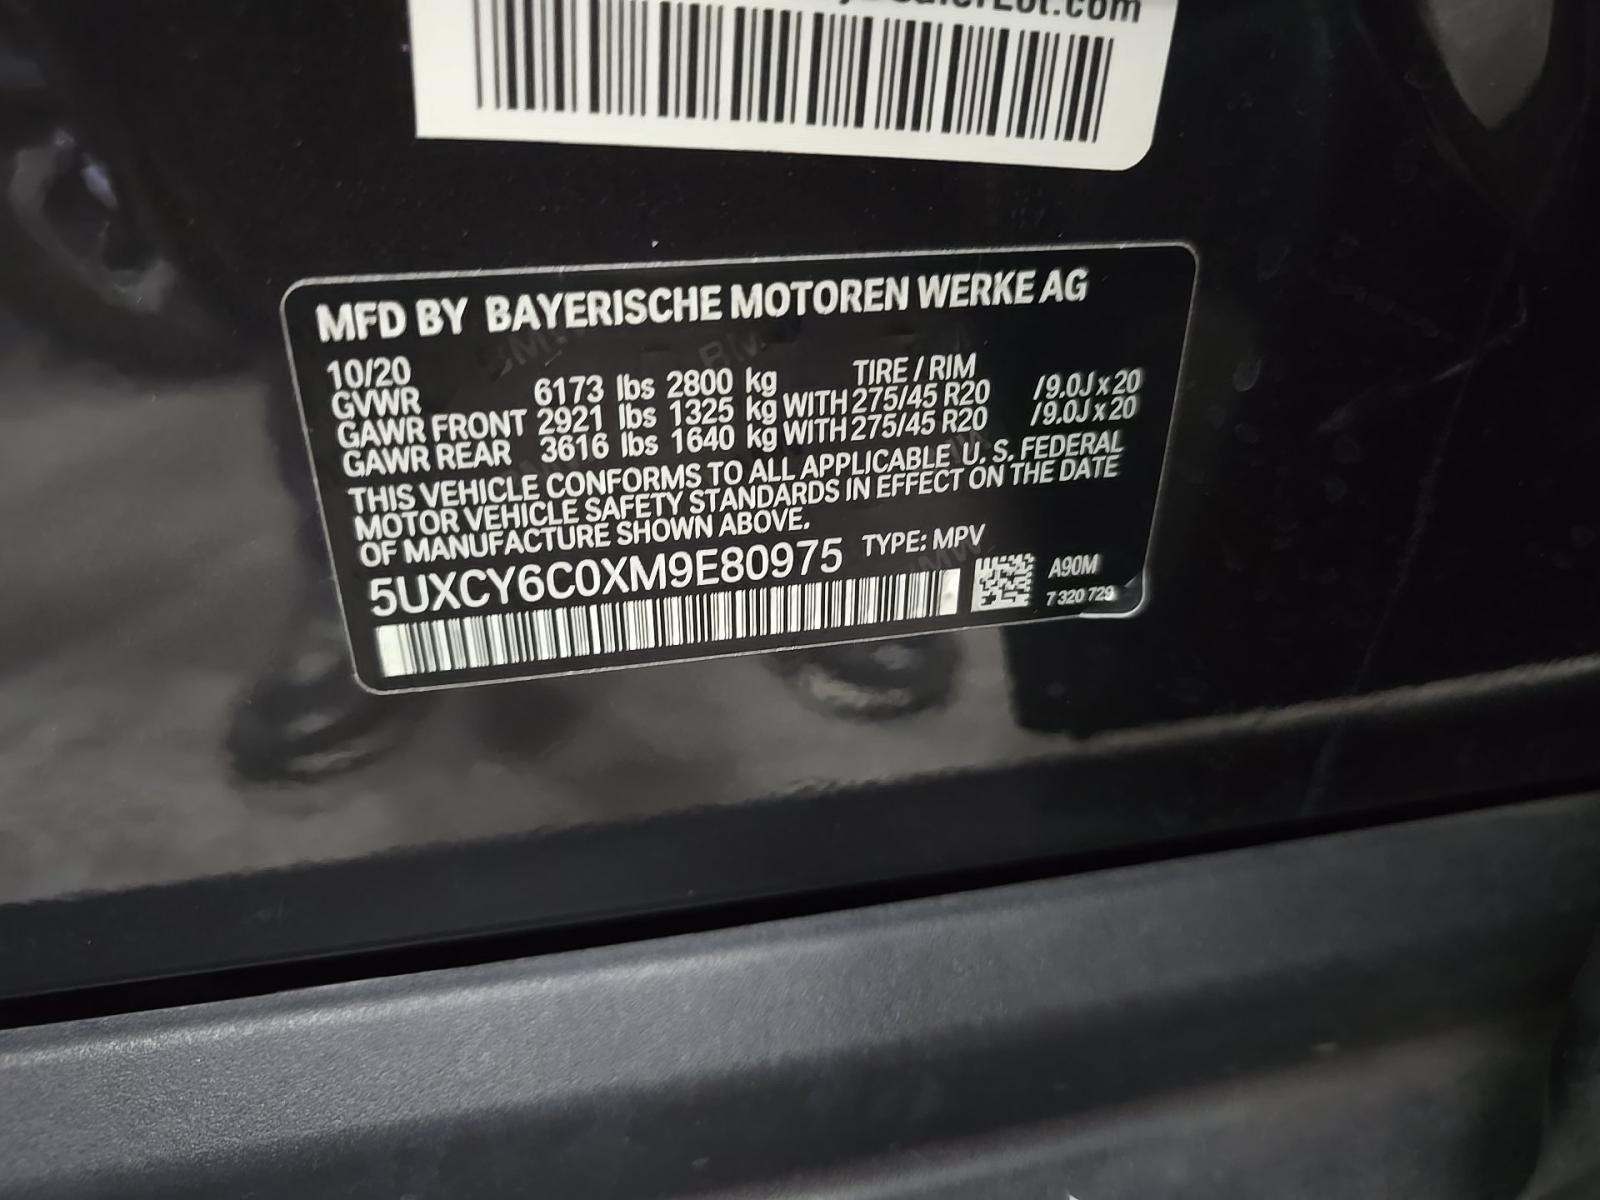 MFD BY BAYERISCHE MOTOREN WERKE AG
10/20 TIRE / RIM
GVWR 6173 lbs 2800 kg
GAWR FRONT 2921 lbs 1325 kg WITH 275/45 R20 /9.0J x 20
GAWR REAR 3616 lbs 1640 kg WITH 275/45 R20 /9.0J x 20
THIS VEHICLE CONFORMS TO ALL APPLICABLE U. S. FEDERAL
MOTOR VEHICLE SAFETY STANDARDS IN EFFECT ON THE DATE
OF MANUFACTURE SHOWN ABOVE.
5UXCY6C0XM9E80975 TYPE: MPV
A90M
7 320 729